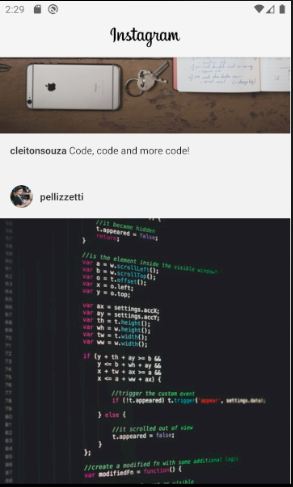 2:29
Instagram
cleitonsouza Code, code and more code!
pellizzetti
//it became hidden
t.appeared = false;
return;
}
//is the element inside the visible window?
var a = w.scrollLeft();
var b = w.scrollTop();
var o = t.offset();
var x = o.left;
var y = o.top;
var ax = settings.accX;
var ay = settings.accY;
var th = t.height();
var wh = w.height();
var tw = t.width();
var ww = w.width();
if (y + th + ay >= b &&
y <= b + wh + ay &&
x + tw + ax >= a &&
x <= a + ww + ax) {
//trigger the custom event
if (!t.appeared) t.trigger('appear', settings.data);
} else {
//it scrolled out of view
t.appeared = false;
}
};
//create a modified fn with some additional logic
var modifiedFn = function() {